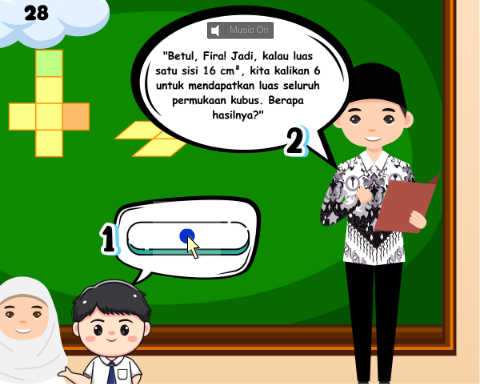 28
Music On
"Betul, Fira! Jadi, kalau luas
satu sisi 16 cm², kita kalikan 6
untuk mendapatkan luas seluruh
permukaan kubus. Berapa
hasilnya?"
2
1